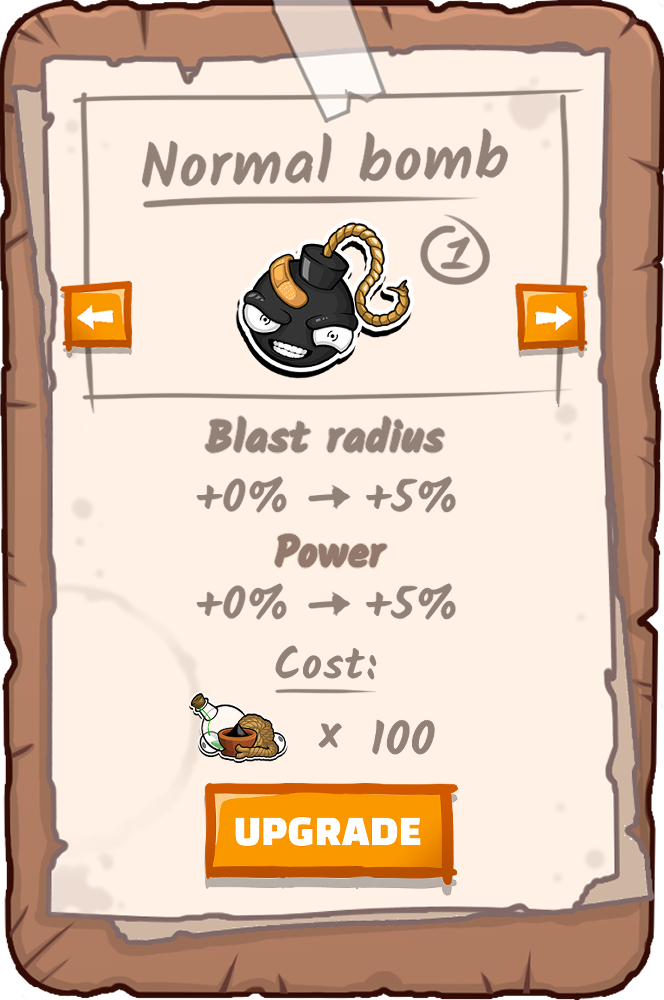 Normal bomb
1
Blast radius
+0% → +5%
Power
+0% → +5%
Cost:
x 100
UPGRADE